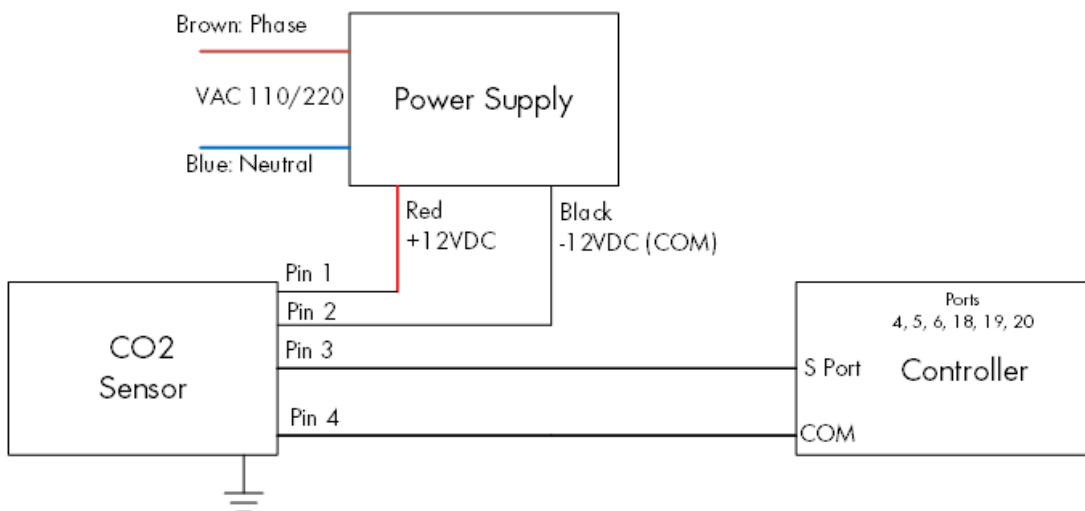 Brown: Phase
VAC 110/220
Blue: Neutral
Power Supply
Red
+12VDC
Black
-12VDC (COM)
Pin 1
Pin 2
Pin 3
Pin 4
CO2
Sensor
Ports
4, 5, 6, 18, 19, 20
S Port
Controller
COM